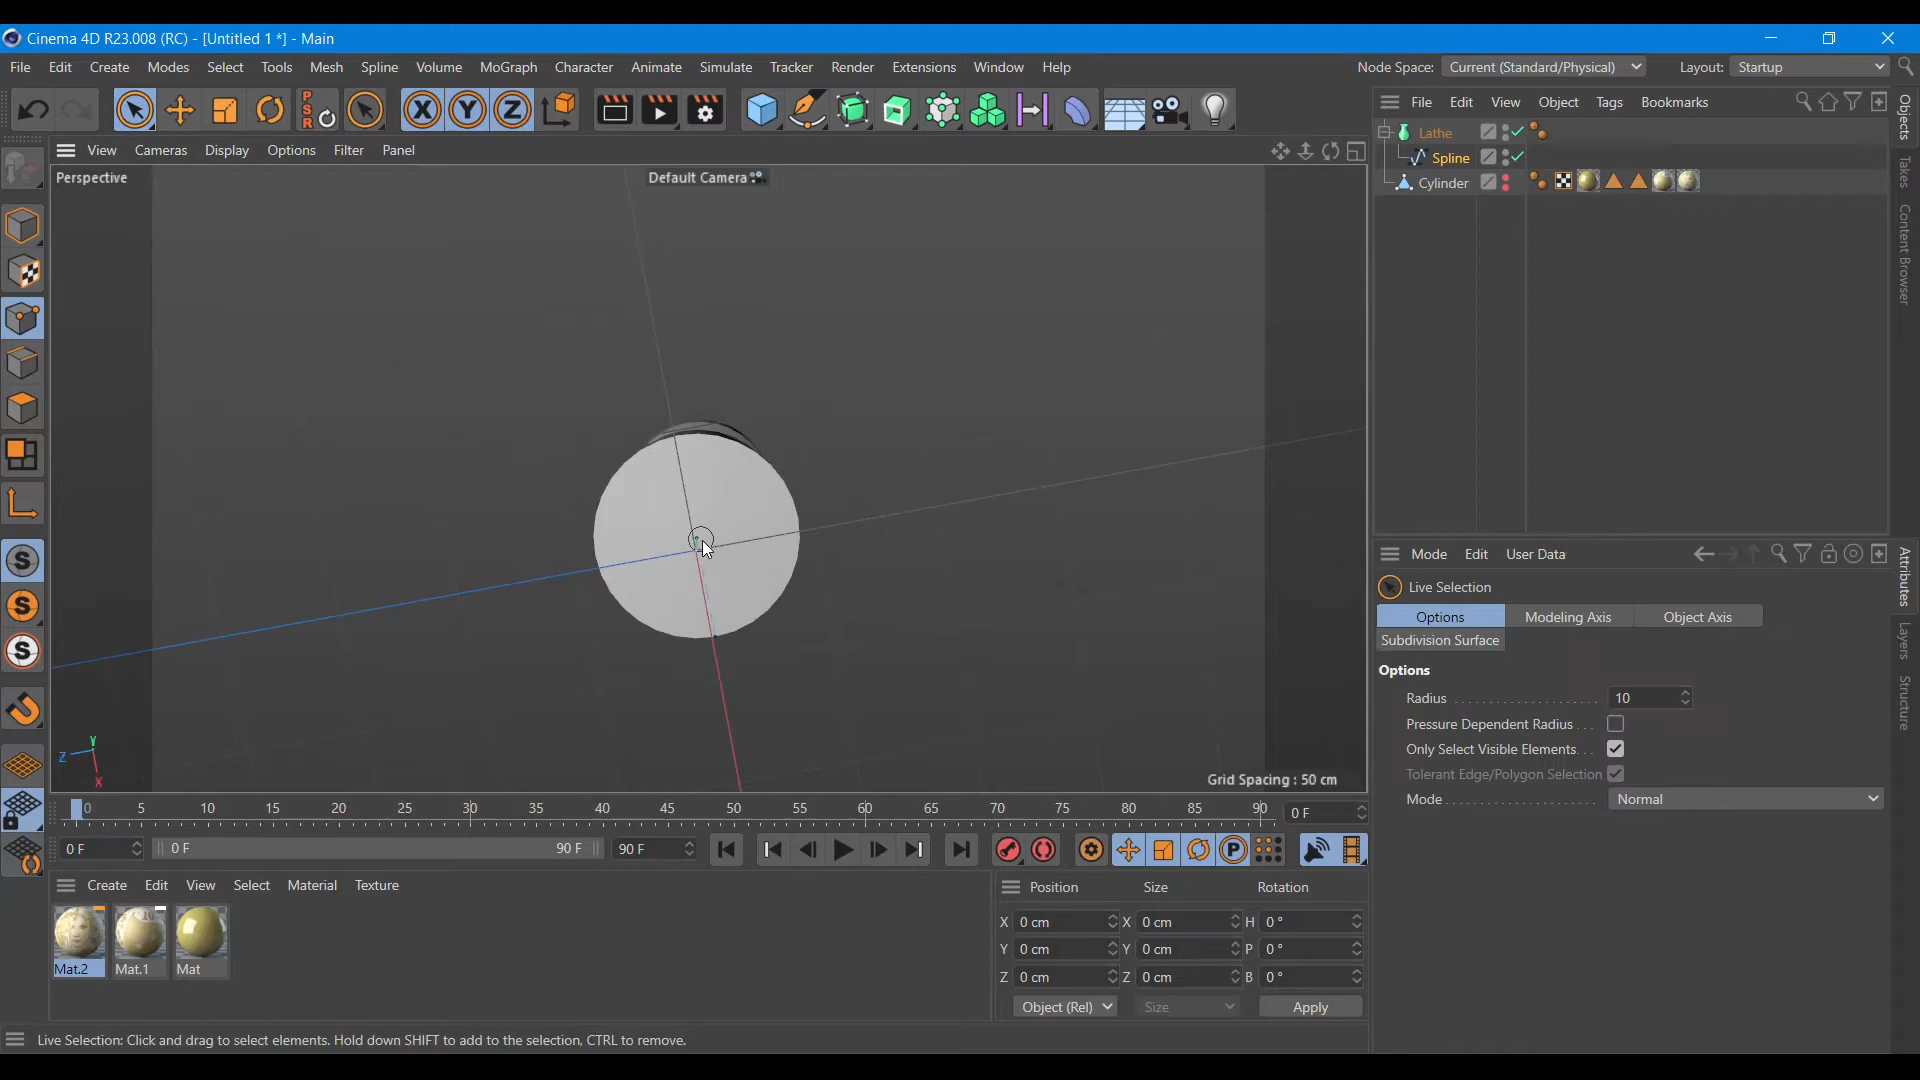 Cinema 4D R23.008 (RC) - [Untitled 1 *] - Main
File Edit Create Modes Select Tools Mesh Spline Volume MoGraph Character Animate Simulate Tracker Render Extensions Window Help Node Space: Current (Standard/Physical) Layout: Startup
File Edit View Object Tags Bookmarks
Objects
Takes
Content Browser
Attributes
Layers
Structure
View Cameras Display Options Filter Panel
Perspective
Default Camera
Lathe
Spline
Cylinder
Grid Spacing : 50 cm
Z Y X
Mode Edit User Data
Live Selection
Options Modeling Axis Object Axis
Subdivision Surface
Options
Radius 10
Pressure Dependent Radius
Only Select Visible Elements
Tolerant Edge/Polygon Selection
Mode Normal
0 5 10 15 20 25 30 35 40 45 50 55 60 65 70 75 80 85 90 0 F
0 F 0 F 90 F 90 F
Create Edit View Select Material Texture
Mat.2 Mat.1 Mat
Position Size Rotation
X 0 cm X 0 cm H 0 °
Y 0 cm Y 0 cm P 0 °
Z 0 cm Z 0 cm B 0 °
Object (Rel) Size Apply
Live Selection: Click and drag to select elements. Hold down SHIFT to add to the selection, CTRL to remove.